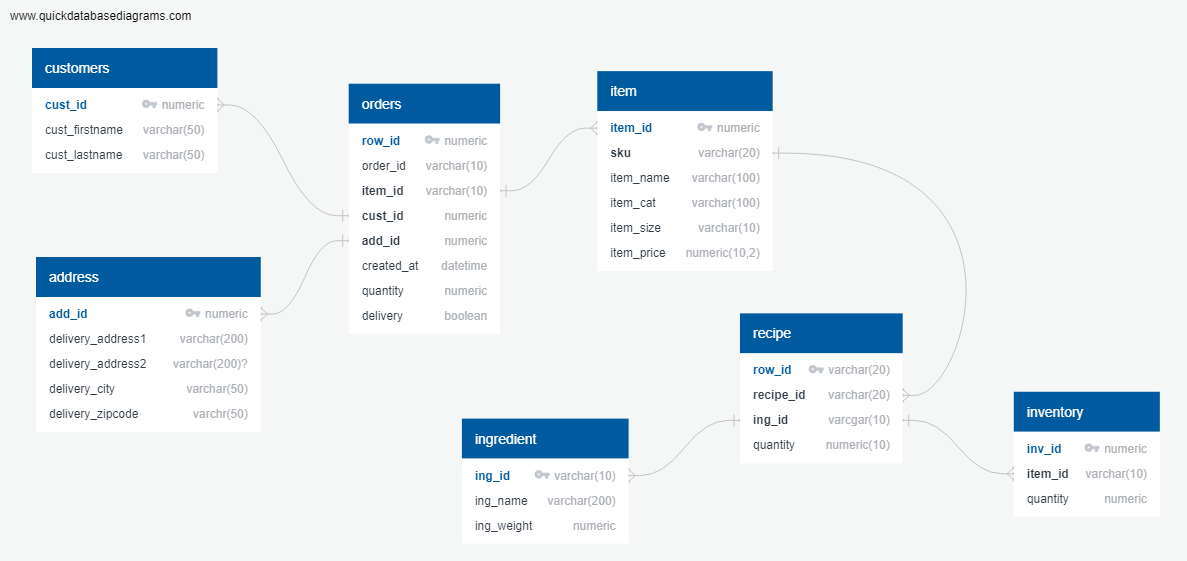 www.quickdatabasediagrams.com
customers
cust_id numeric
cust_firstname varchar(50)
cust_lastname varchar(50)
address
add_id numeric
delivery_address1 varchar(200)
delivery_address2 varchar(200)?
delivery_city varchar(50)
delivery_zipcode varchr(50)
orders
row_id numeric
order_id varchar(10)
item_id varchar(10)
cust_id numeric
add_id numeric
created_at datetime
quantity numeric
delivery boolean
item
item_id numeric
sku varchar(20)
item_name varchar(100)
item_cat varchar(100)
item_size varchar(10)
item_price numeric(10,2)
ingredient
ing_id varchar(10)
ing_name varchar(200)
ing_weight numeric
recipe
row_id varchar(20)
recipe_id varchar(20)
ing_id varcgar(10)
quantity numeric(10)
inventory
inv_id numeric
item_id varchar(10)
quantity numeric